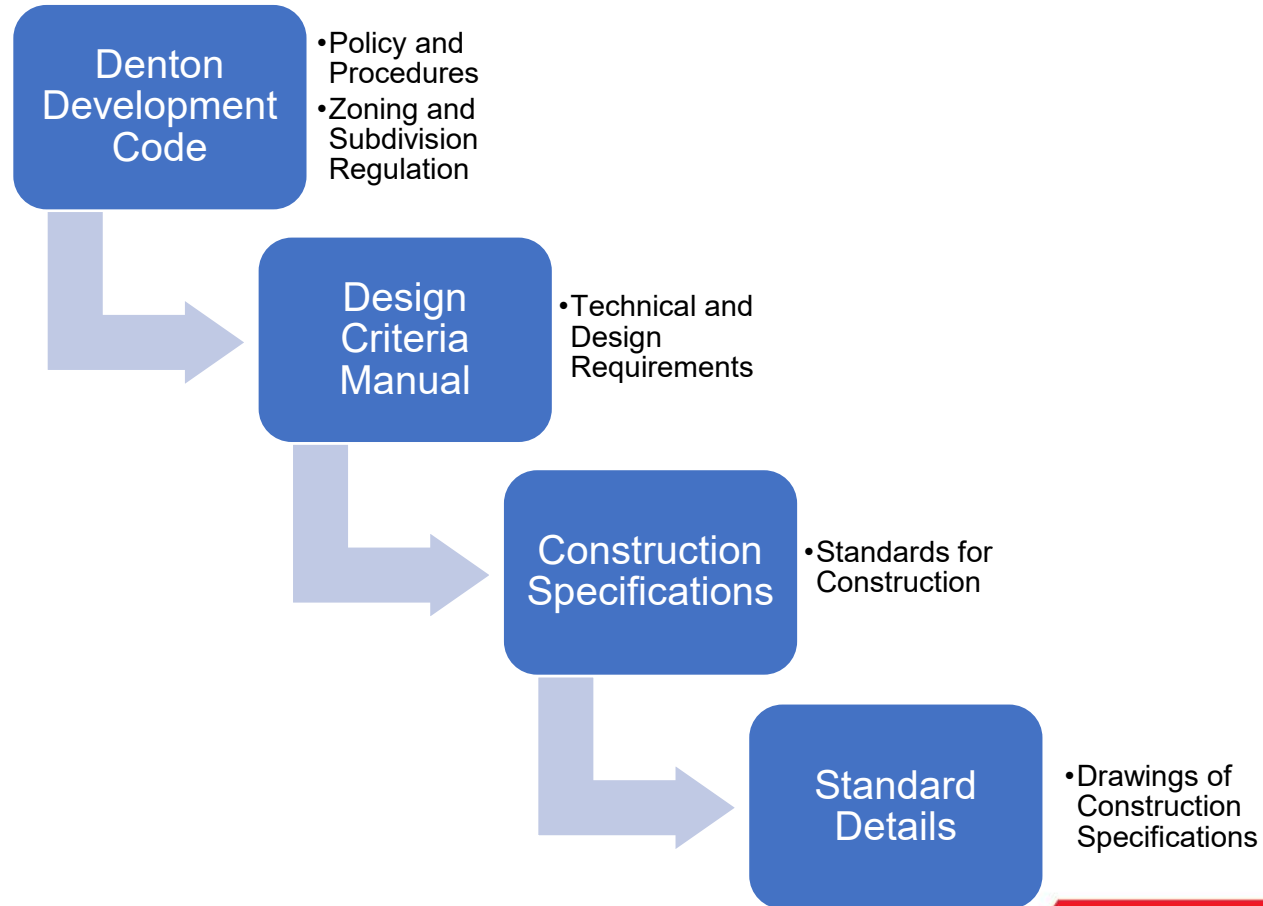 Denton
Development
Code
•Policy and
Procedures
•Zoning and
Subdivision
Regulation
Design
Criteria
Manual
•Technical and
Design
Requirements
Construction
Specifications
•Standards for
Construction
Standard
Details
•Drawings of
Construction
Specifications